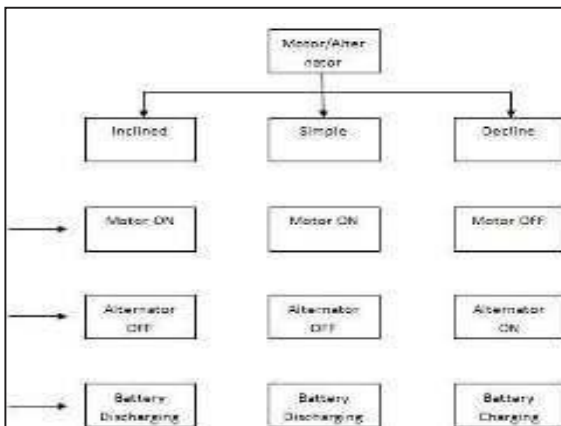 Motor/Alter
nator
Inclined
Simple
Decline
Motor ON
Motor ON
Motor OFF
Alternator
OFF
Alternator
OFF
Alternator
ON
Battery
Discharging
Battery
Discharging
Battery
Charging